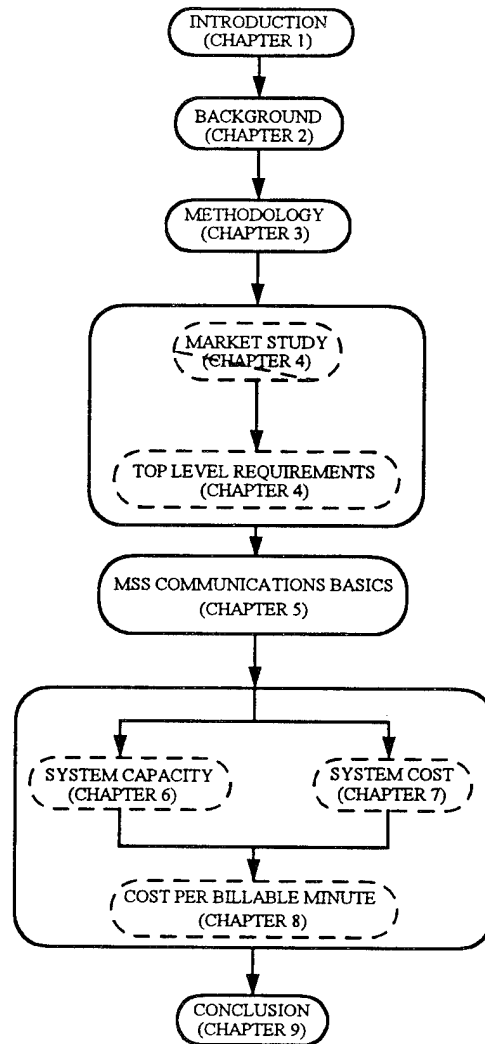 INTRODUCTION
(CHAPTER 1)
BACKGROUND
(CHAPTER 2)
METHODOLOGY
(CHAPTER 3)
MARKET STUDY
(CHAPTER 4)
TOP LEVEL REQUIREMENTS
(CHAPTER 4)
MSS COMMUNICATIONS BASICS
(CHAPTER 5)
SYSTEM CAPACITY
(CHAPTER 6)
SYSTEM COST
(CHAPTER 7)
COST PER BILLABLE MINUTE
(CHAPTER 8)
CONCLUSION
(CHAPTER 9)